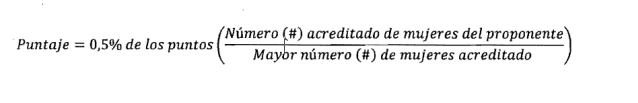 Puntaje = 0,5% de los puntos (Número (#) acreditado de mujeres del proponente / Mayor número (#) de mujeres acreditado)